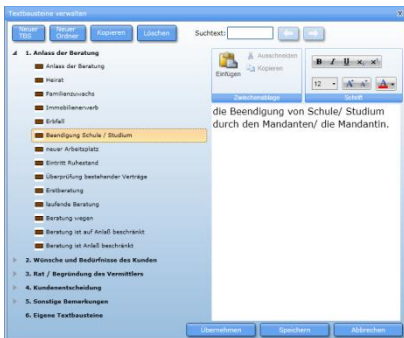 Textbausteine verwalten
Neuer TBS
Neuer Ordner
Kopieren
Löschen
Suchtext:
1. Anlass der Beratung
Anlass der Beratung
Heirat
Familienzuwachs
Immobilienerwerb
Erbfall
Beendigung Schule / Studium
neuer Arbeitsplatz
Eintritt Ruhestand
Überprüfung bestehender Verträge
Erstberatung
laufende Beratung
Beratung wegen
Beratung ist auf Anlaß beschränkt
Beratung ist Anlaß beschränkt
2. Wünsche und Bedürfnisse des Kunden
3. Rat / Begründung des Vermittlers
4. Kundenentscheidung
5. Sonstige Bemerkungen
6. Eigene Textbausteine
Einfügen
Ausschneiden
Kopieren
Zwischenablage
B I U x₂ x²
12 A A A
Schrift
die Beendigung von Schule/ Studium
durch den Mandanten/ die Mandantin.
Übernehmen
Speichern
Abbrechen